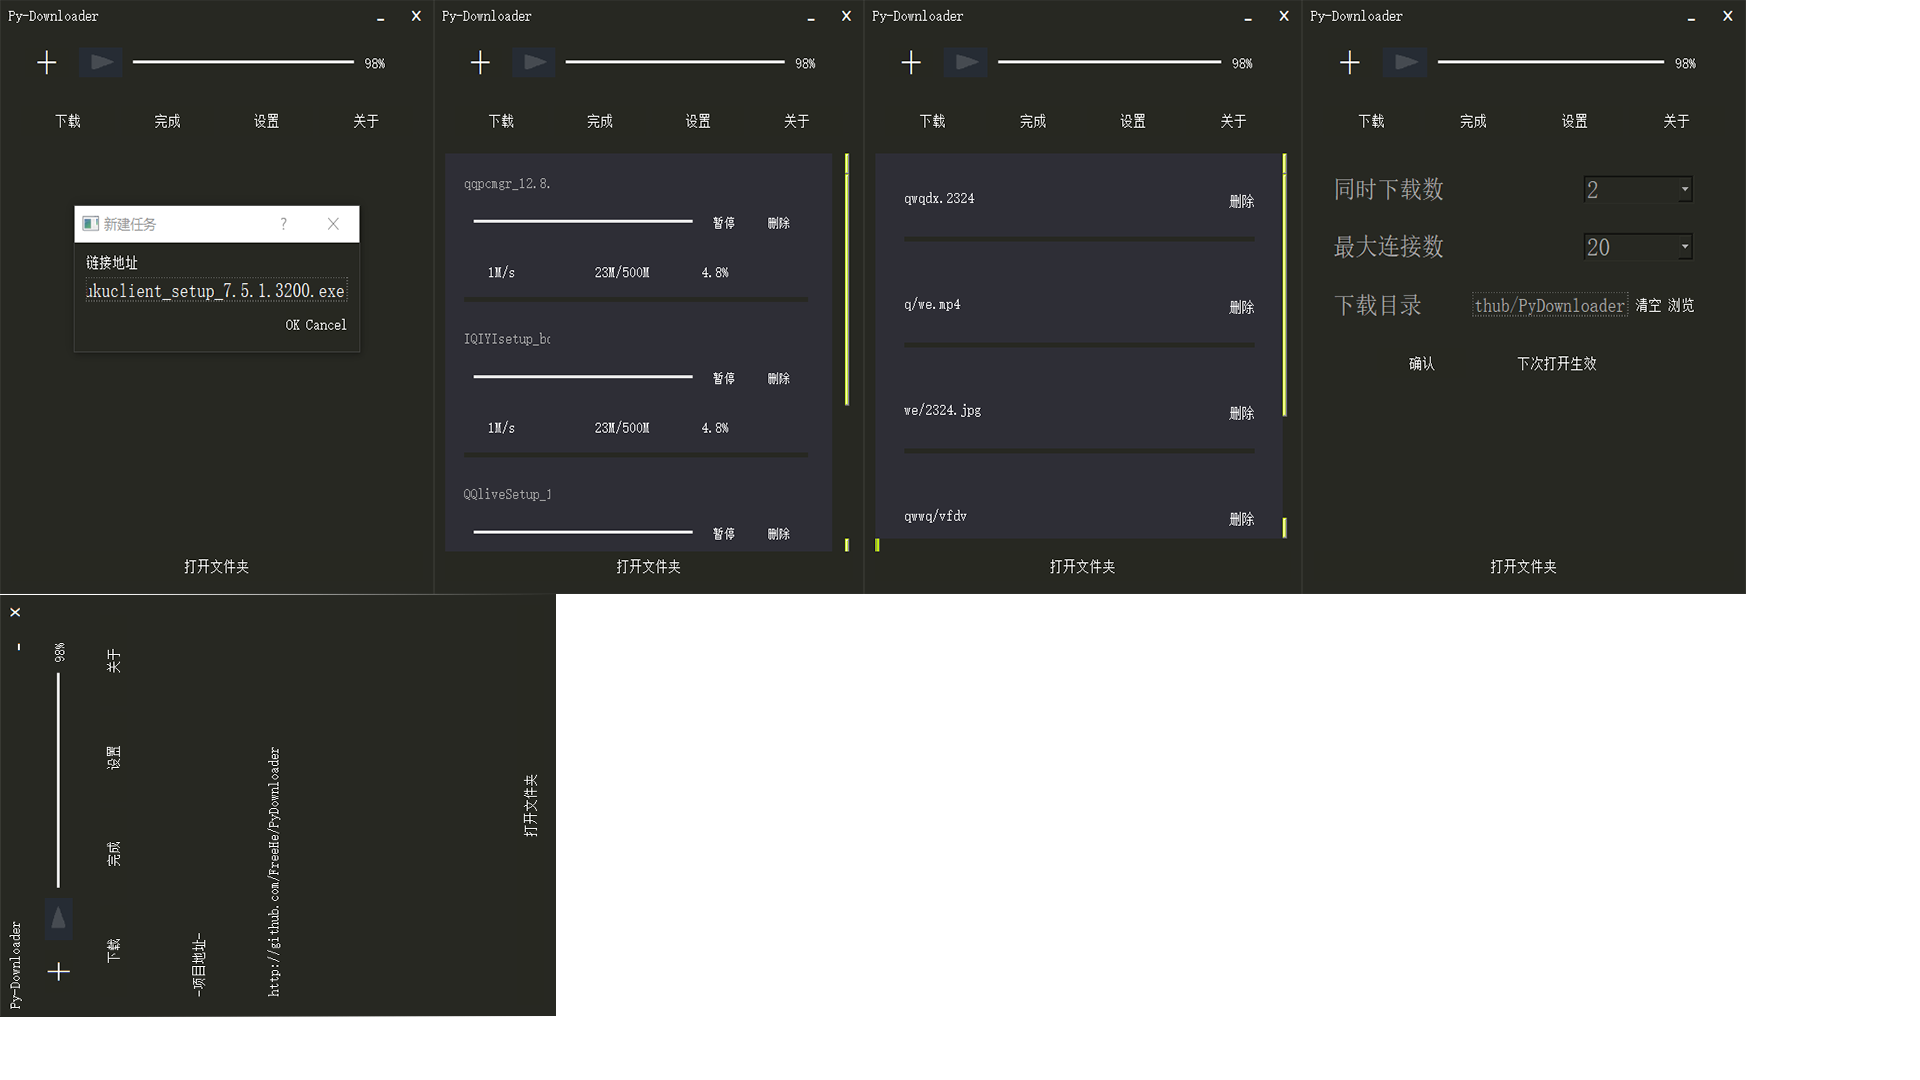 Py-Downloader
98%
下载 完成 设置 关于
新建任务
链接地址
ukuclient_setup_7.5.1.3200.exe
OK Cancel
打开文件夹
Py-Downloader
98%
下载 完成 设置 关于
qqpcmgr_12.8.
暂停 删除
1M/s 23M/500M 4.8%
IQIYIsetup_bc
暂停 删除
1M/s 23M/500M 4.8%
QQliveSetup_1
暂停 删除
打开文件夹
Py-Downloader
98%
下载 完成 设置 关于
qwqdx.2324 删除
q/we.mp4 删除
we/2324.jpg 删除
qwwq/vfdv 删除
打开文件夹
Py-Downloader
98%
下载 完成 设置 关于
同时下载数 2
最大连接数 20
下载目录 thub/PyDownloader 清空 浏览
确认 下次打开生效
打开文件夹
Py-Downloader
98%
下载 完成 设置 关于
-项目地址-
http://github.com/FreeHe/PyDownloader
打开文件夹